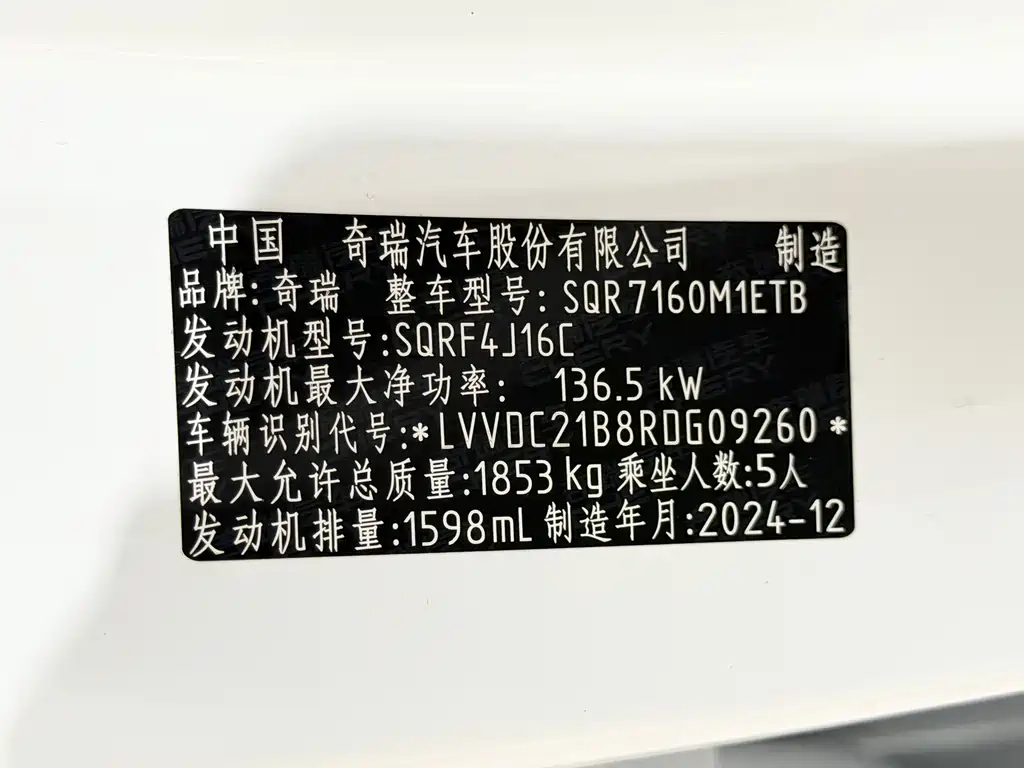 中国 奇瑞汽车股份有限公司 制造
品牌:奇瑞 整车型号:SQR7160M1ETB
发动机型号:SQRF4J16C
发动机最大净功率: 136.5 kW
车辆识别代号:*LVVDC21B8RDG09260*
最大允许总质量:1853 kg 乘坐人数:5人
发动机排量:1598mL 制造年月:2024-12